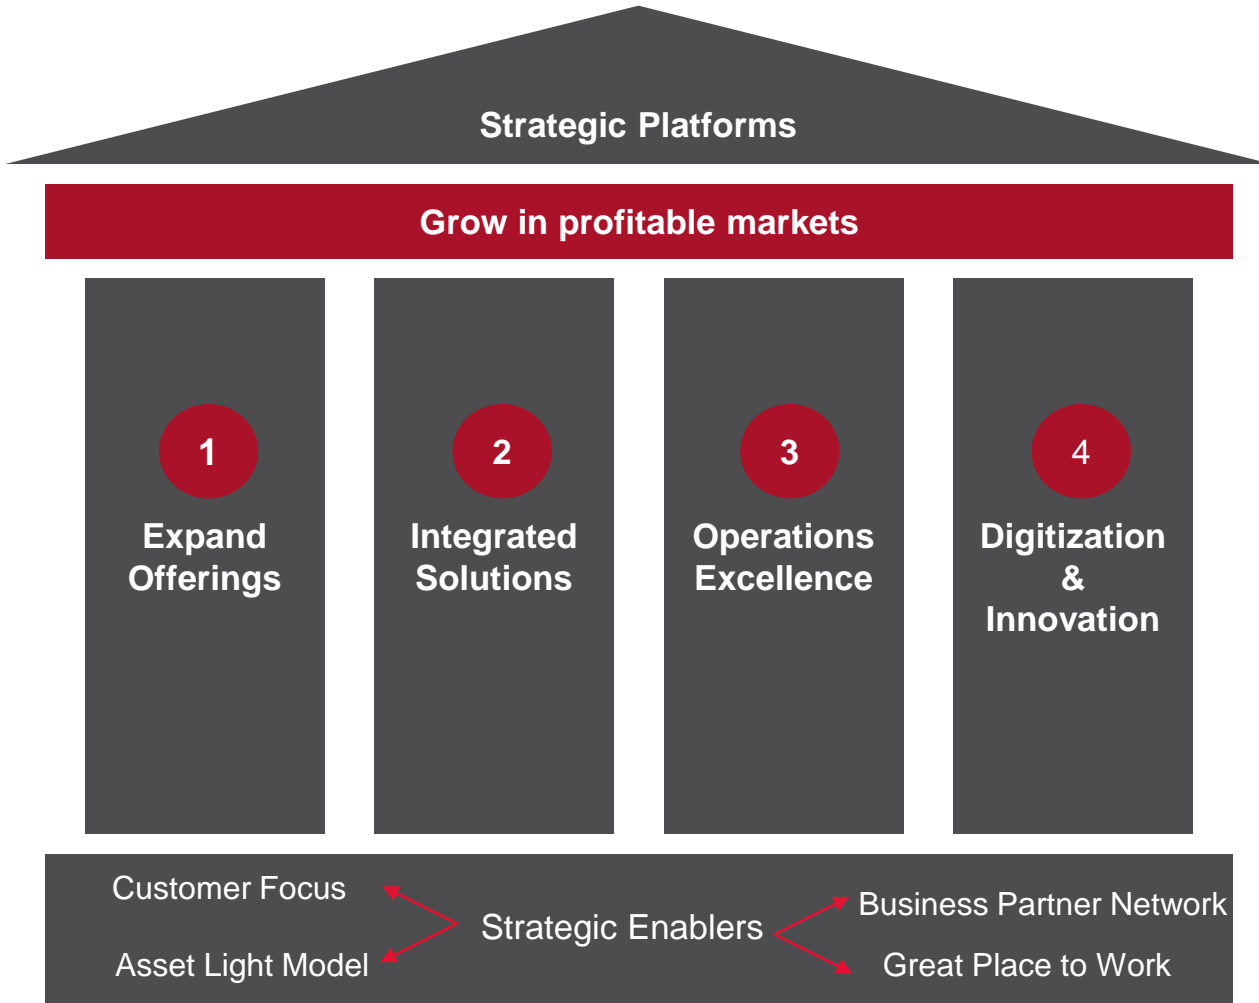 Strategic Platforms
Grow in profitable markets
1
Expand
Offerings
2
Integrated
Solutions
3
Operations
Excellence
4
Digitization
&
Innovation
Customer Focus
Asset Light Model
Strategic Enablers
Business Partner Network
Great Place to Work